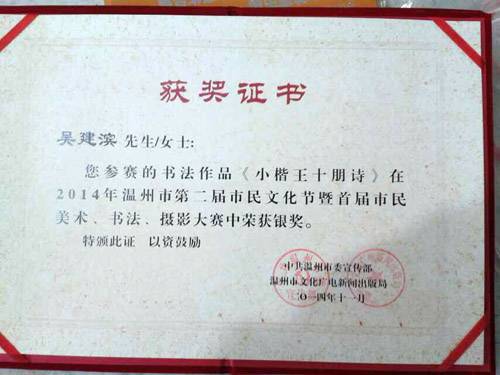 获奖证书
吴建滨 先生/女士:
您参赛的书法作品《小楷王十朋诗》在
2014年温州市第二届市民文化节暨首届市民
美术、书法、摄影大赛中荣获银奖。
特颁此证 以资鼓励
中共温州市委宣传部
温州市文化广电新闻出版局
二〇一四年十一月